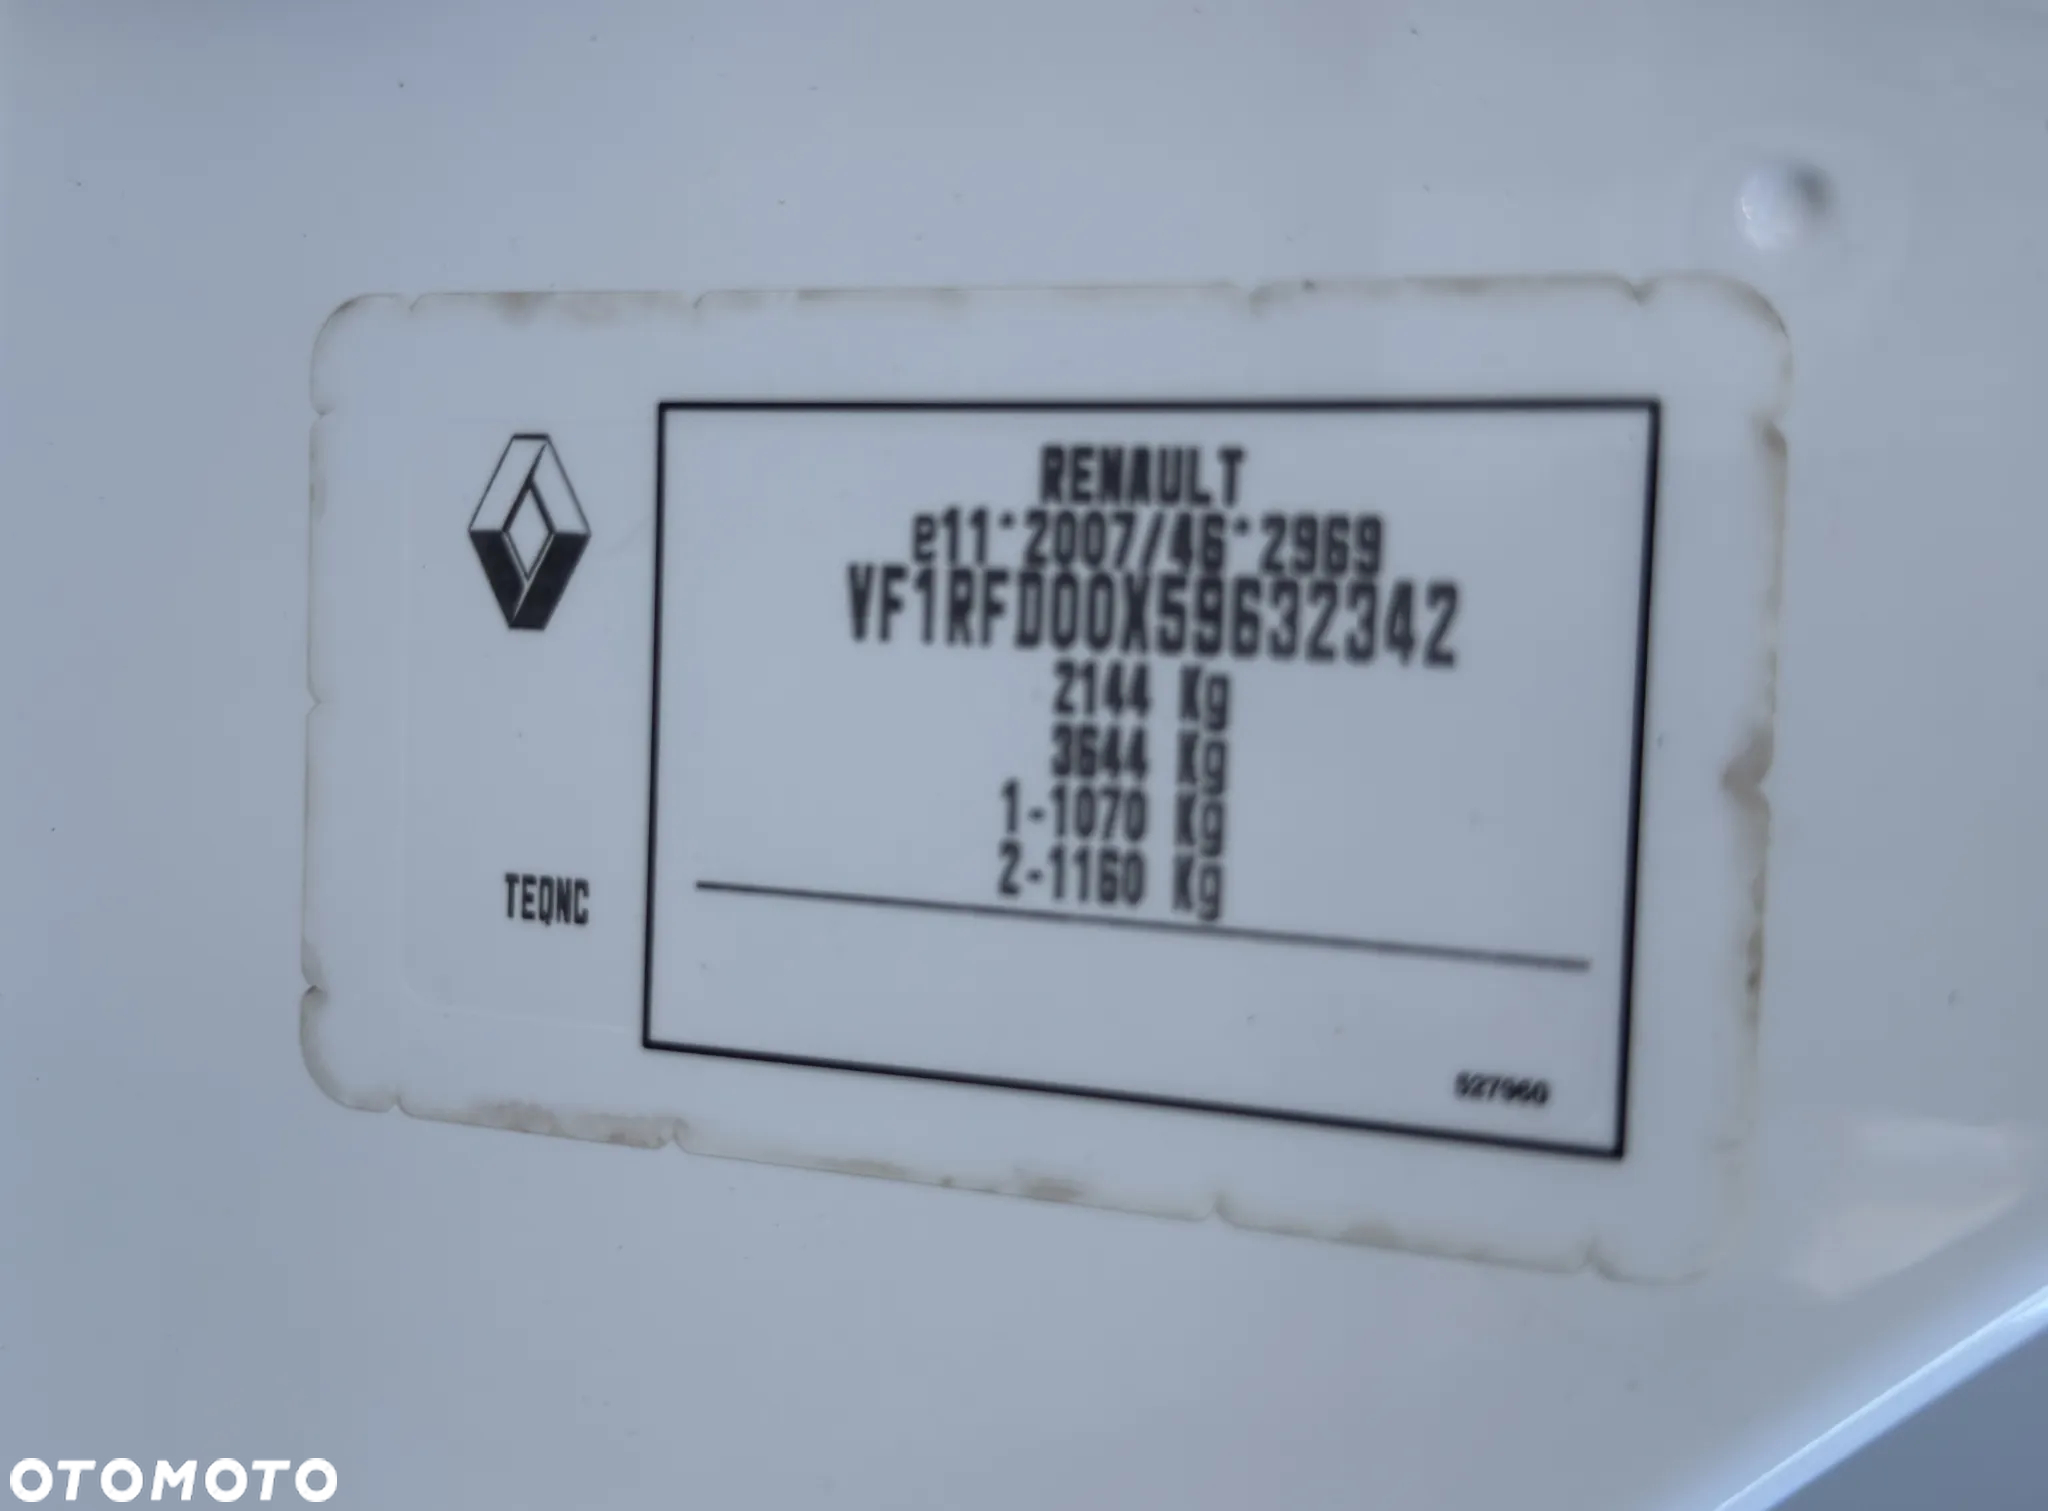 RENAULT
e11*2007/46*2969
VF1RFD00X59632342
2144 Kg
3644 Kg
1-1070 Kg
2-1160 Kg
TEQNC
527960
OTOMOTO